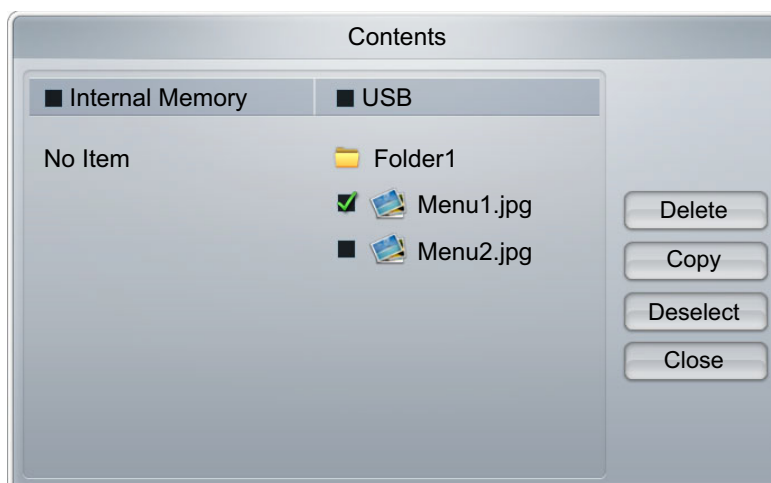 Contents
Internal Memory
USB
No Item
Folder1
Menu1.jpg
Menu2.jpg
Delete
Copy
Deselect
Close